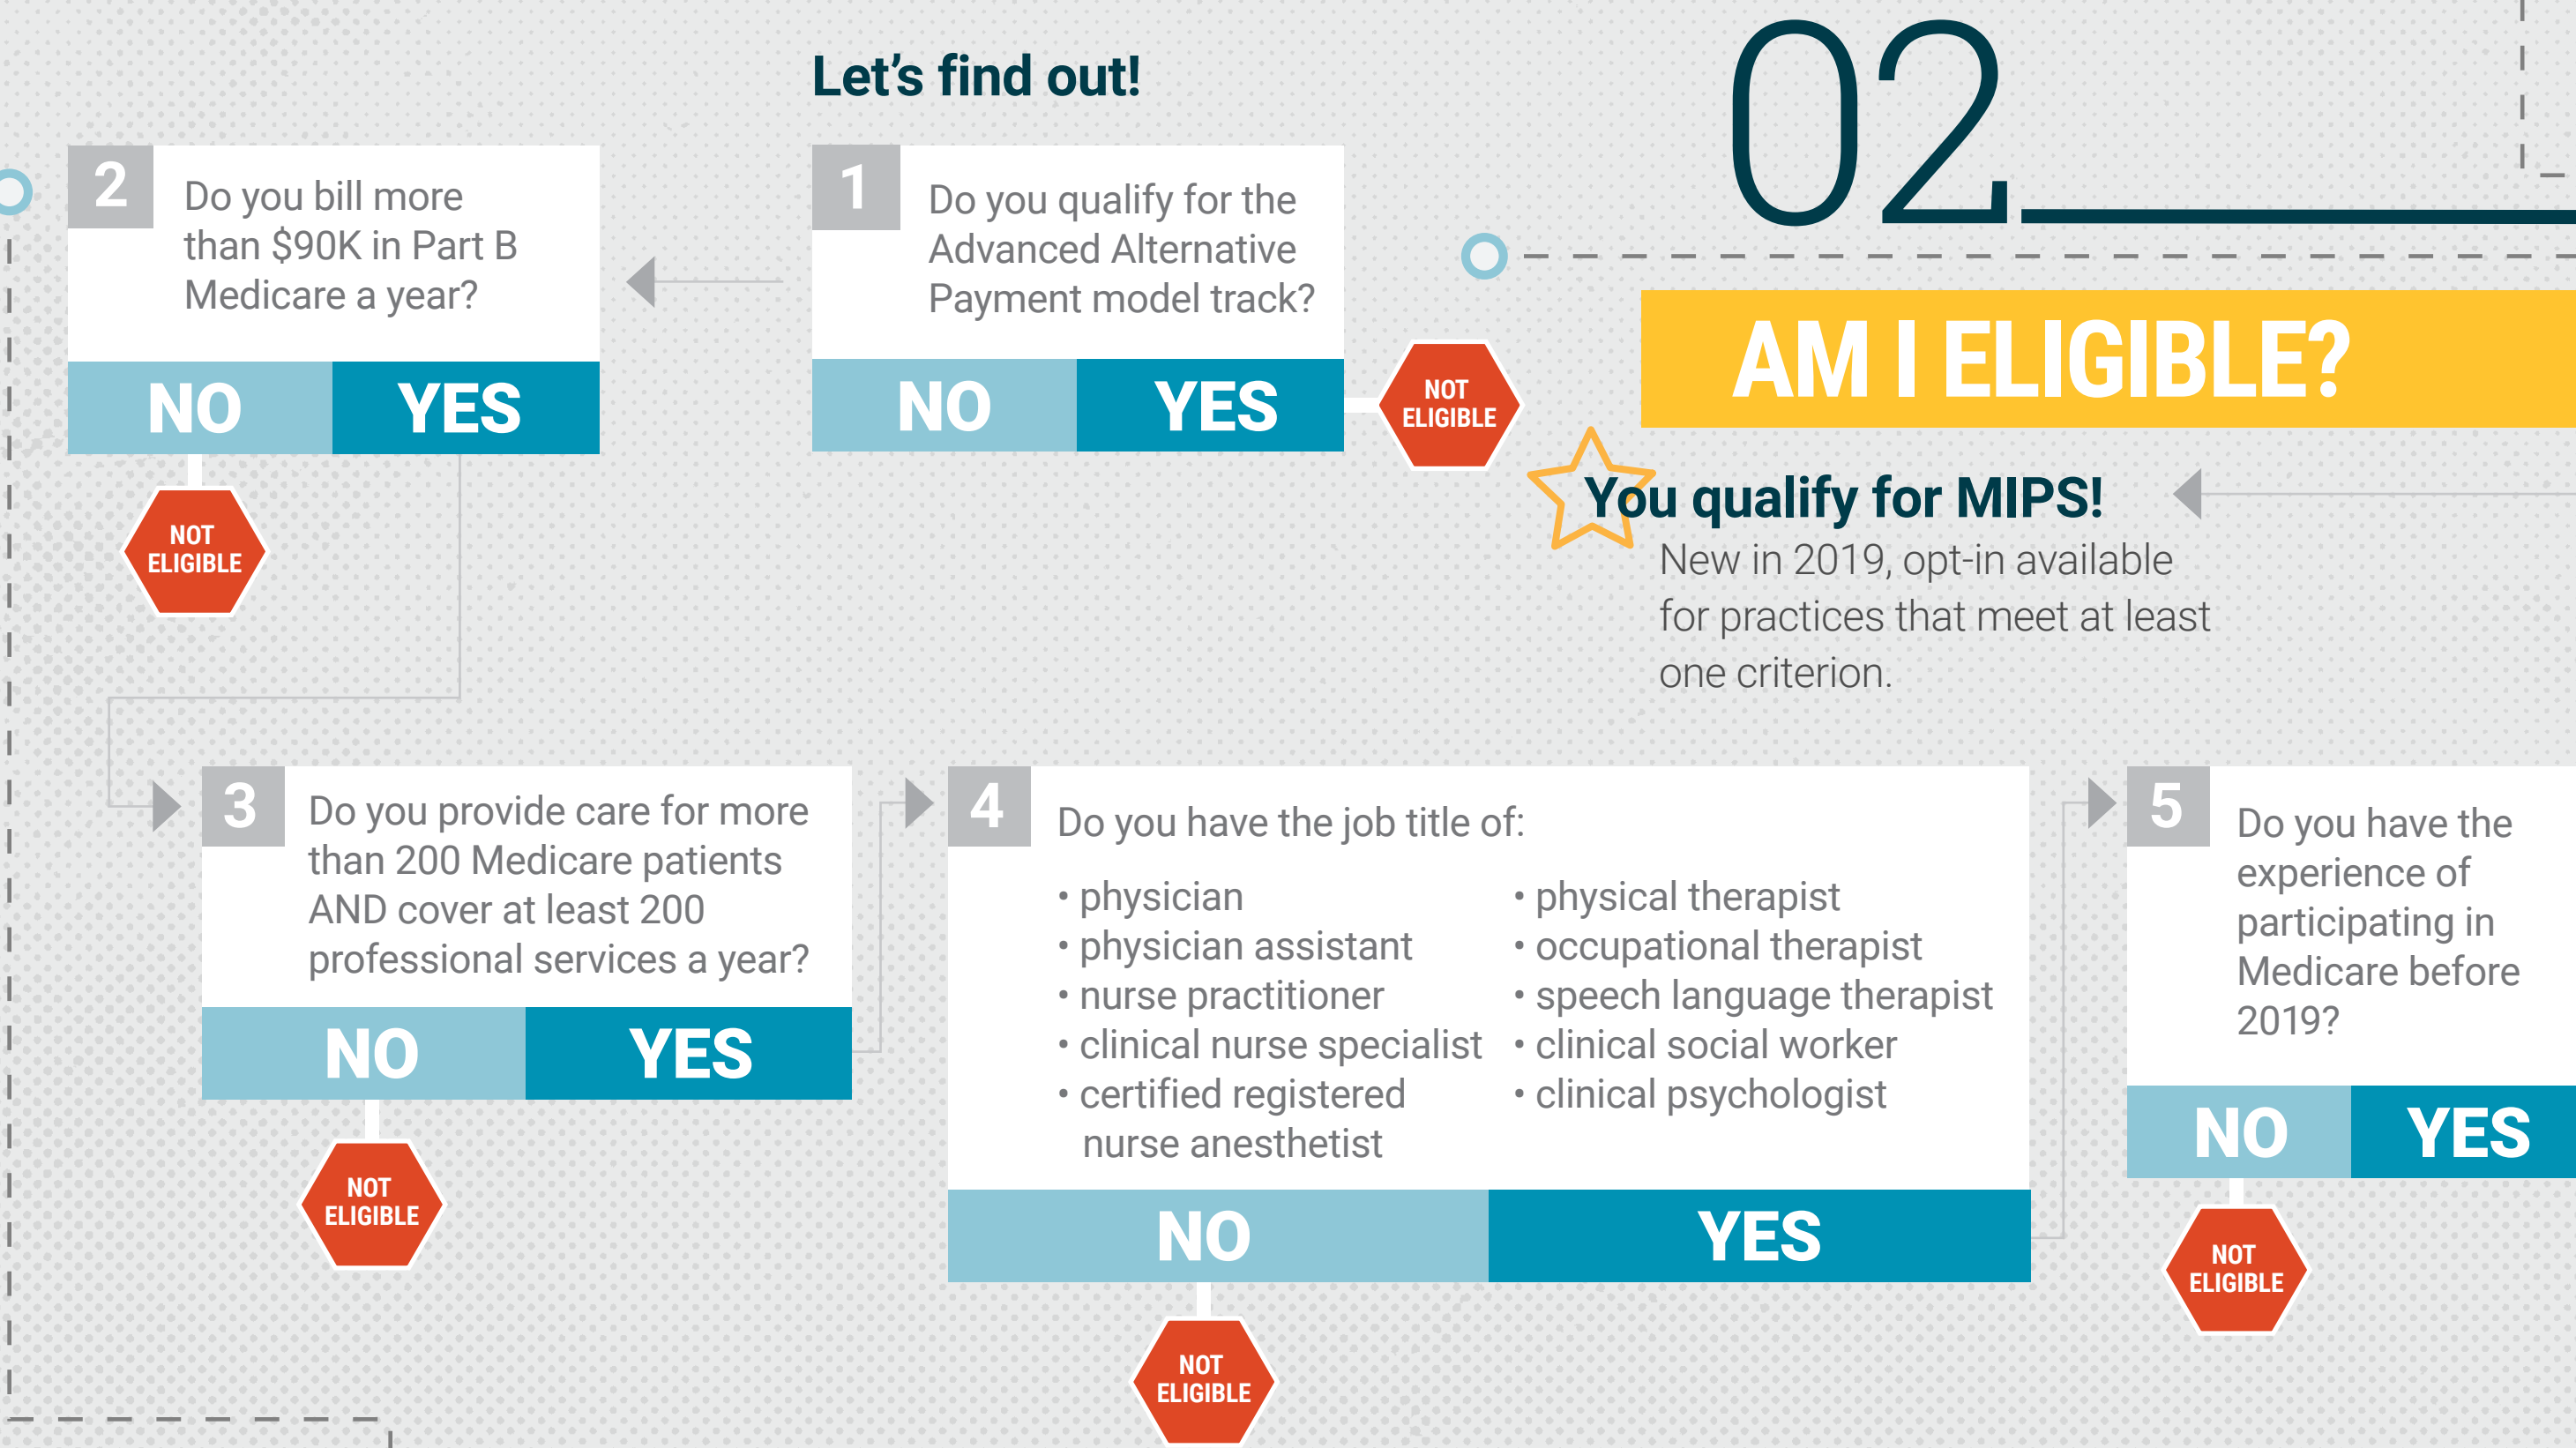 02
AM I ELIGIBLE?
Let's find out!
1
Do you qualify for the
Advanced Alternative
Payment model track?
NO
YES
NOT
ELIGIBLE
2
Do you bill more
than $90K in Part B
Medicare a year?
NO
YES
NOT
ELIGIBLE
3
Do you provide care for more
than 200 Medicare patients
AND cover at least 200
professional services a year?
NO
YES
NOT
ELIGIBLE
4
Do you have the job title of:
• physician
• physician assistant
• nurse practitioner
• clinical nurse specialist
• certified registered
nurse anesthetist
• physical therapist
• occupational therapist
• speech language therapist
• clinical social worker
• clinical psychologist
NO
YES
NOT
ELIGIBLE
5
Do you have the
experience of
participating in
Medicare before
2019?
NO
YES
NOT
ELIGIBLE
You qualify for MIPS!
New in 2019, opt-in available
for practices that meet at least
one criterion.